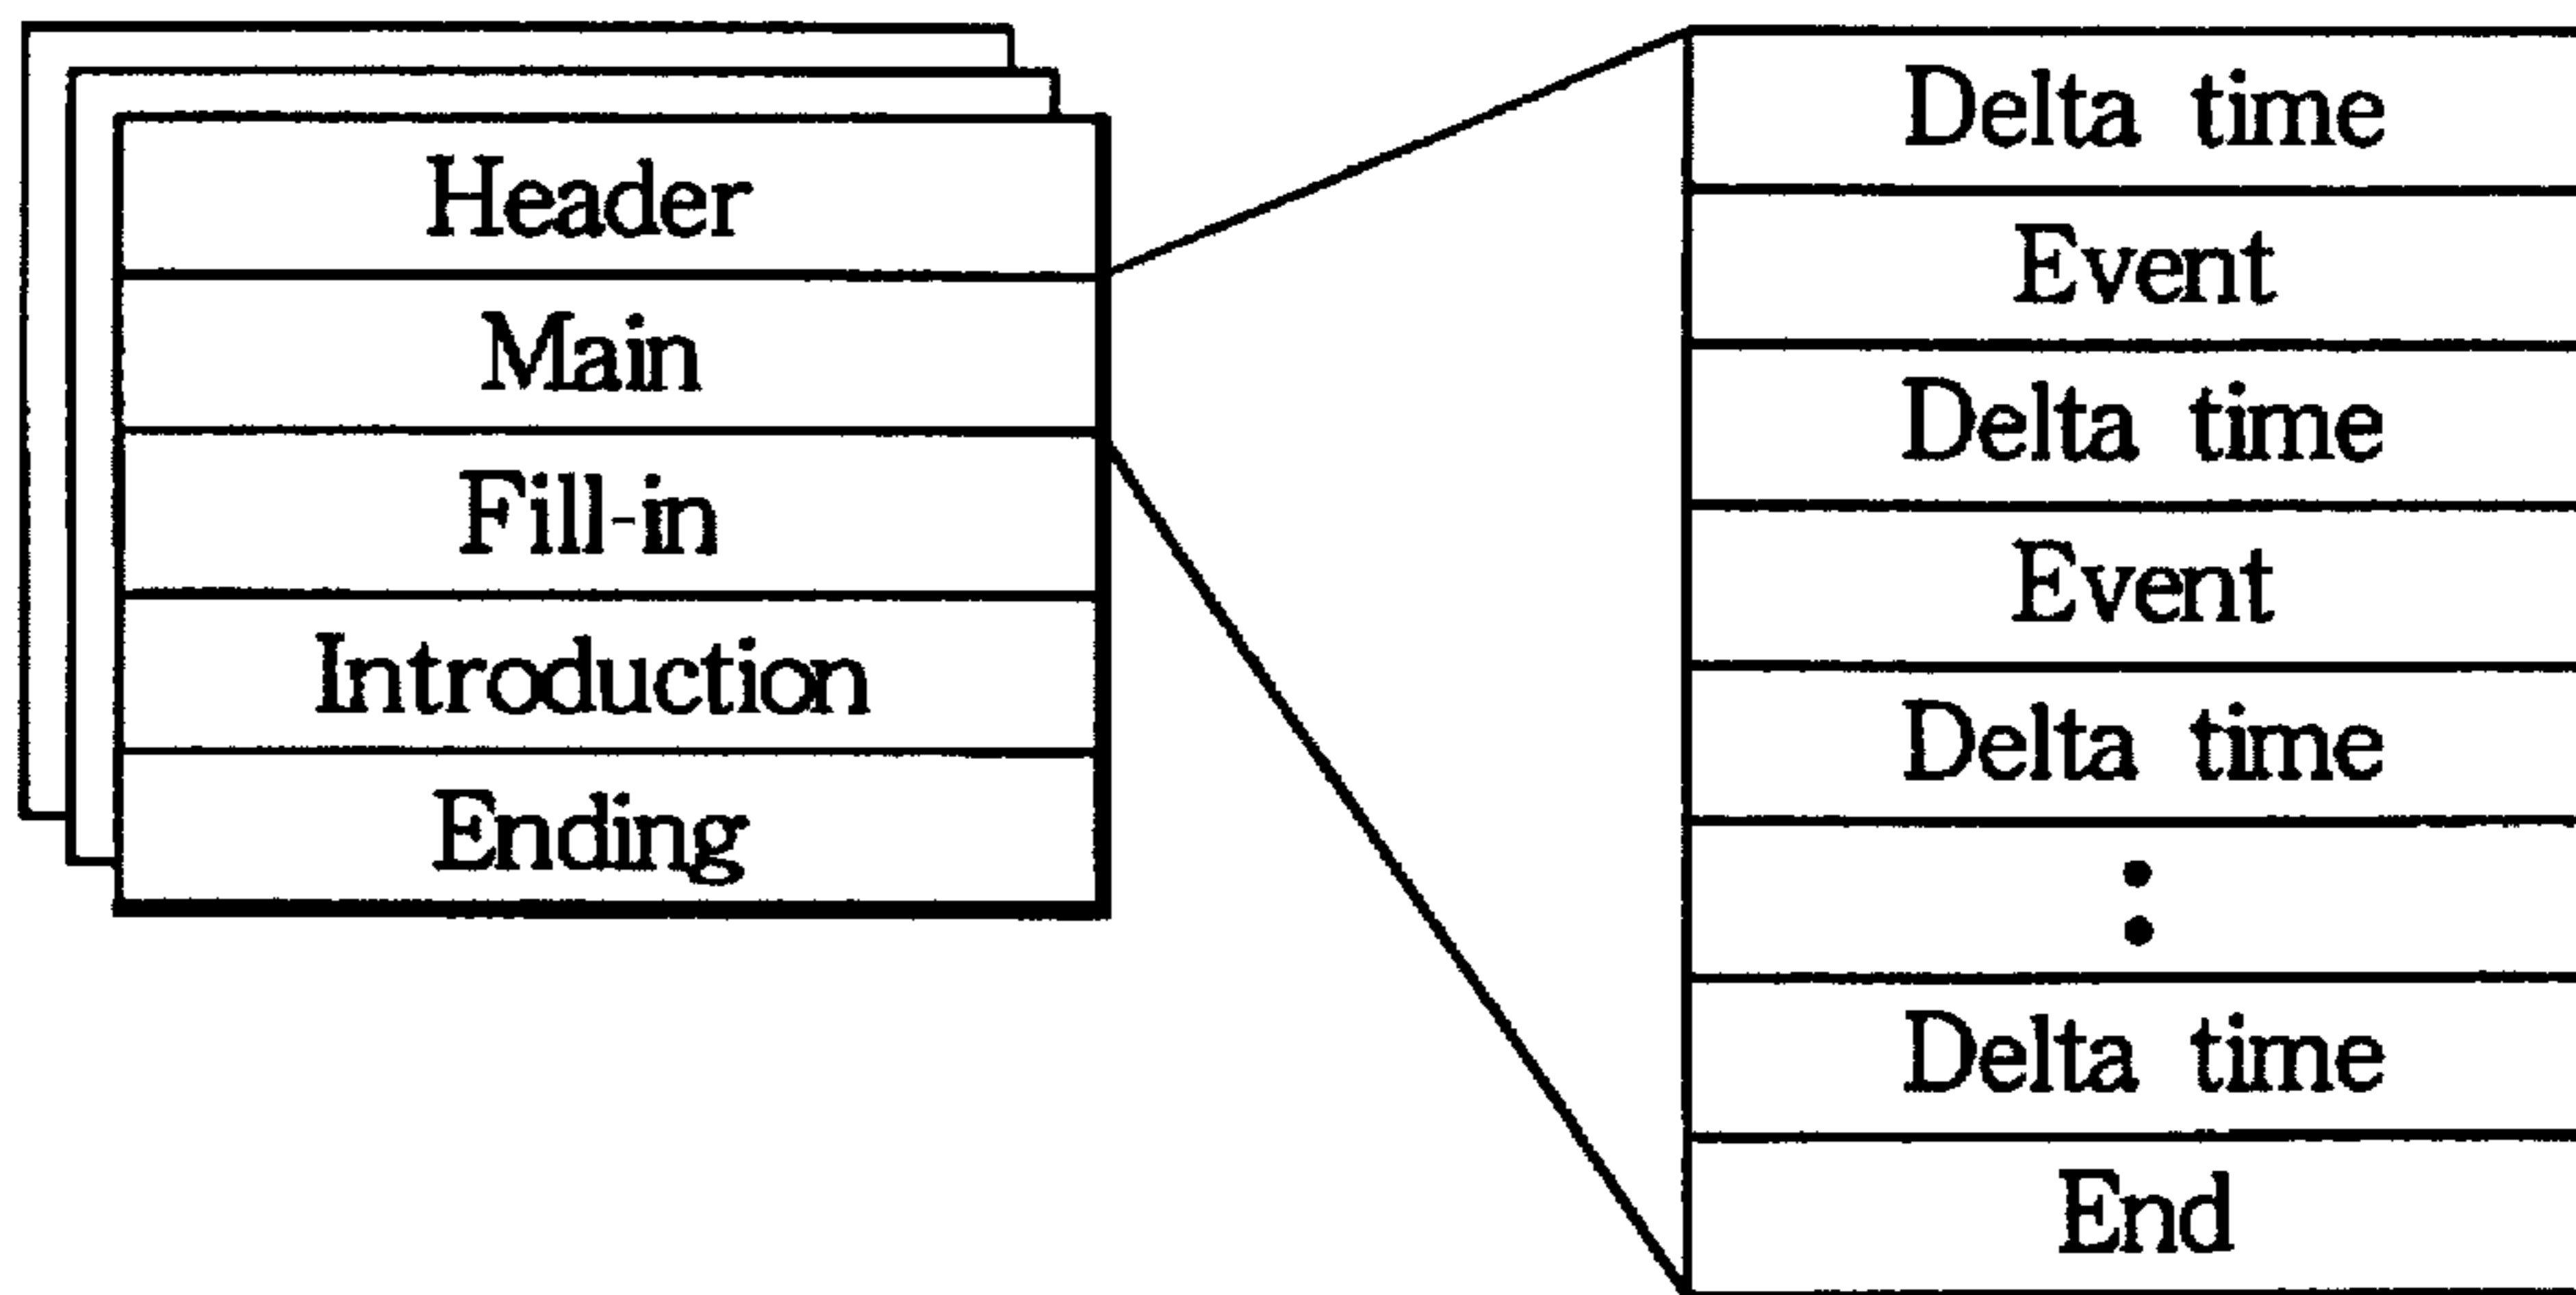 Header
Main
Fill-in
Introduction
Ending
Delta time
Event
Delta time
Event
Delta time
Delta time
End